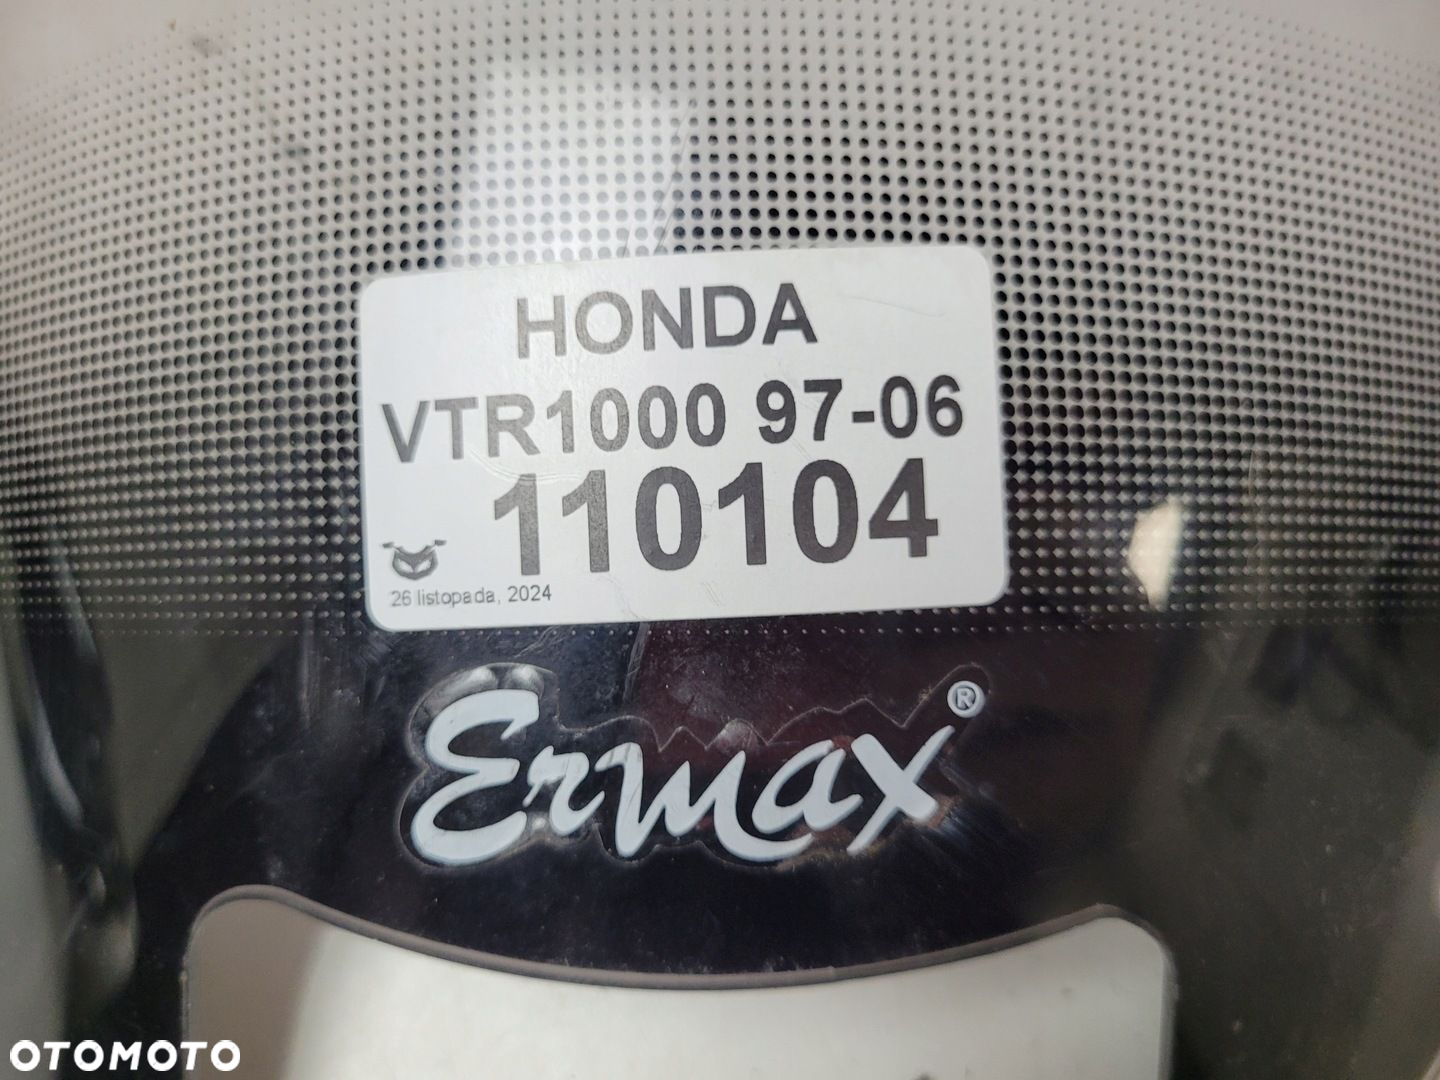 HONDA
VTR1000 97-06
110104
26 listopada, 2024
Ermax®
OTOMOTO